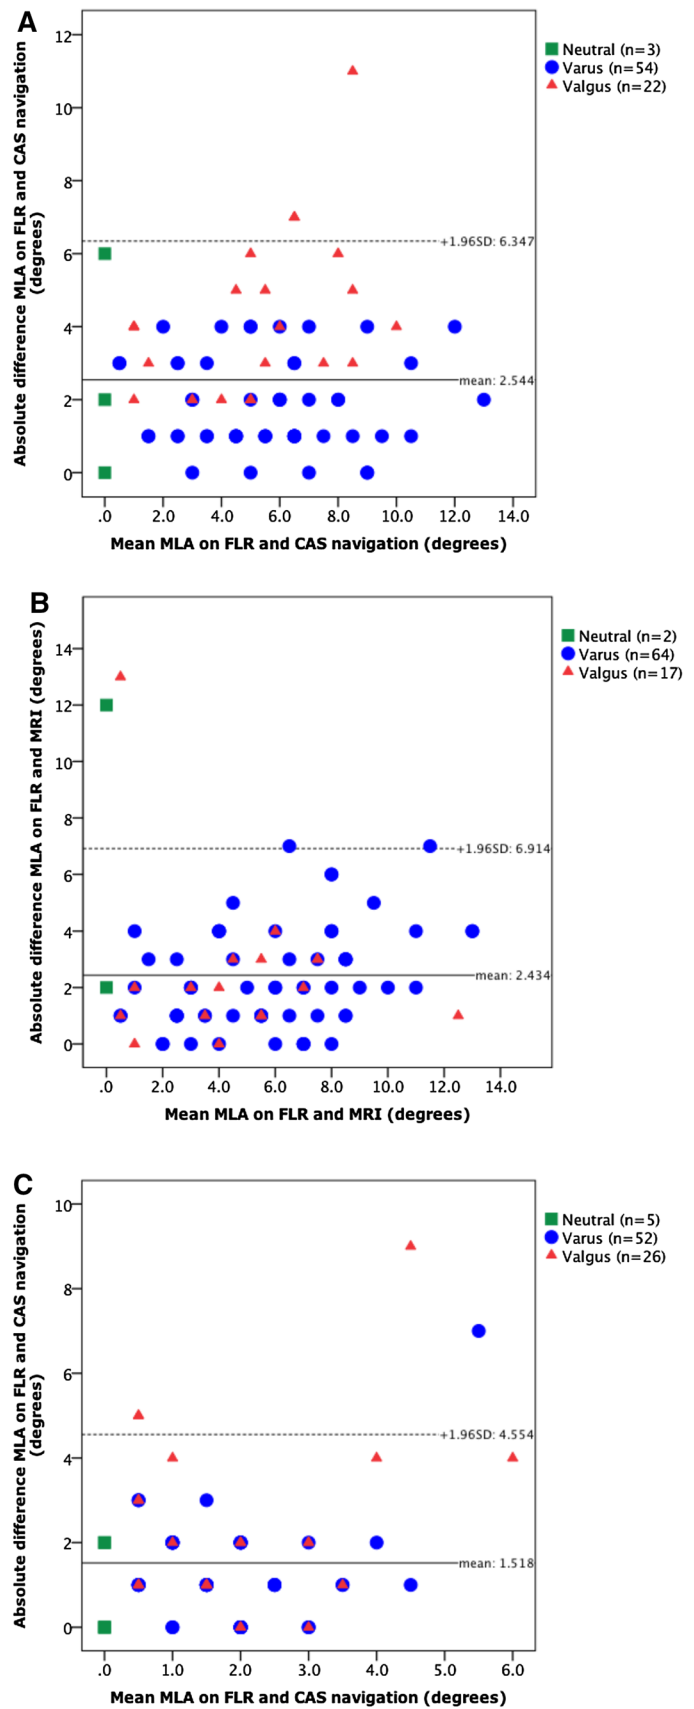 A
Absolute difference MLA on FLR and CAS navigation
(degrees)
12
10
8
6
4
2
0
+1.96SD: 6.347
mean: 2.544
.0 2.0 4.0 6.0 8.0 10.0 12.0 14.0
Mean MLA on FLR and CAS navigation (degrees)
Neutral (n=3)
Varus (n=54)
Valgus (n=22)
B
Absolute difference MLA on FLR and MRI (degrees)
14
12
10
8
6
4
2
0
+1.96SD: 6.914
mean: 2.434
.0 2.0 4.0 6.0 8.0 10.0 12.0 14.0
Mean MLA on FLR and MRI (degrees)
Neutral (n=2)
Varus (n=64)
Valgus (n=17)
C
Absolute difference MLA on FLR and CAS navigation
(degrees)
10
8
6
4
2
0
+1.96SD: 4.554
mean: 1.518
.0 1.0 2.0 3.0 4.0 5.0 6.0
Mean MLA on FLR and CAS navigation (degrees)
Neutral (n=5)
Varus (n=52)
Valgus (n=26)